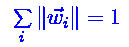 ∑_i ‖w⃗_i‖ = 1